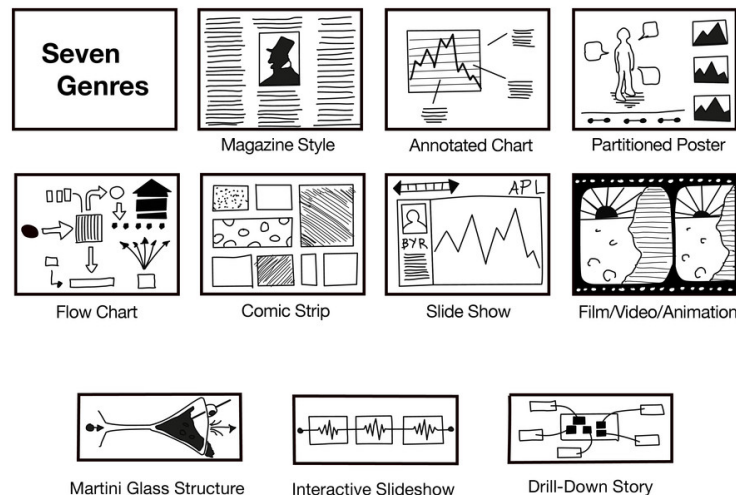 Seven
Genres
Magazine Style
Annotated Chart
Partitioned Poster
APL
BYR
Flow Chart
Comic Strip
Slide Show
Film/Video/Animation
Martini Glass Structure
Interactive Slideshow
Drill-Down Story